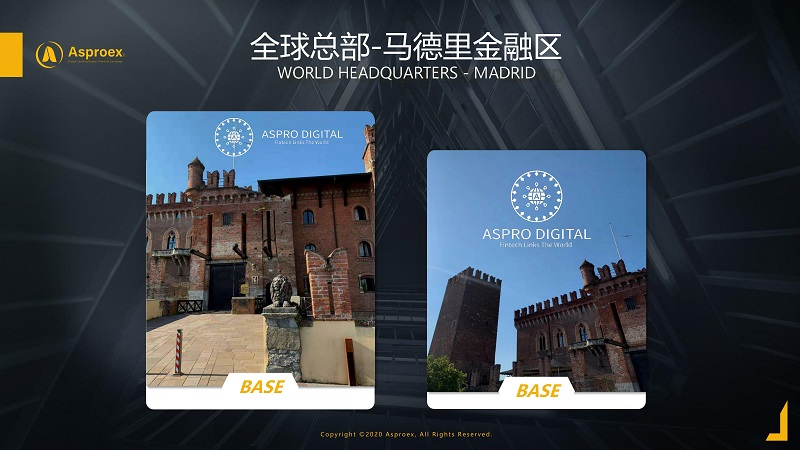 Asproex
全球总部-马德里金融区
WORLD HEADQUARTERS - MADRID
ASPRO DIGITAL
Fintech Links The World
ASPRO DIGITAL
Fintech Links The World
BASE
BASE
Copyright ©2020 Asproex, All Rights Reserved.